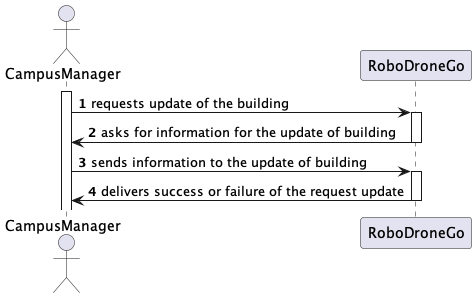 CampusManager
RoboDroneGo
1 requests update of the building
2 asks for information for the update of building
3 sends information to the update of building
4 delivers success or failure of the request update
CampusManager
RoboDroneGo